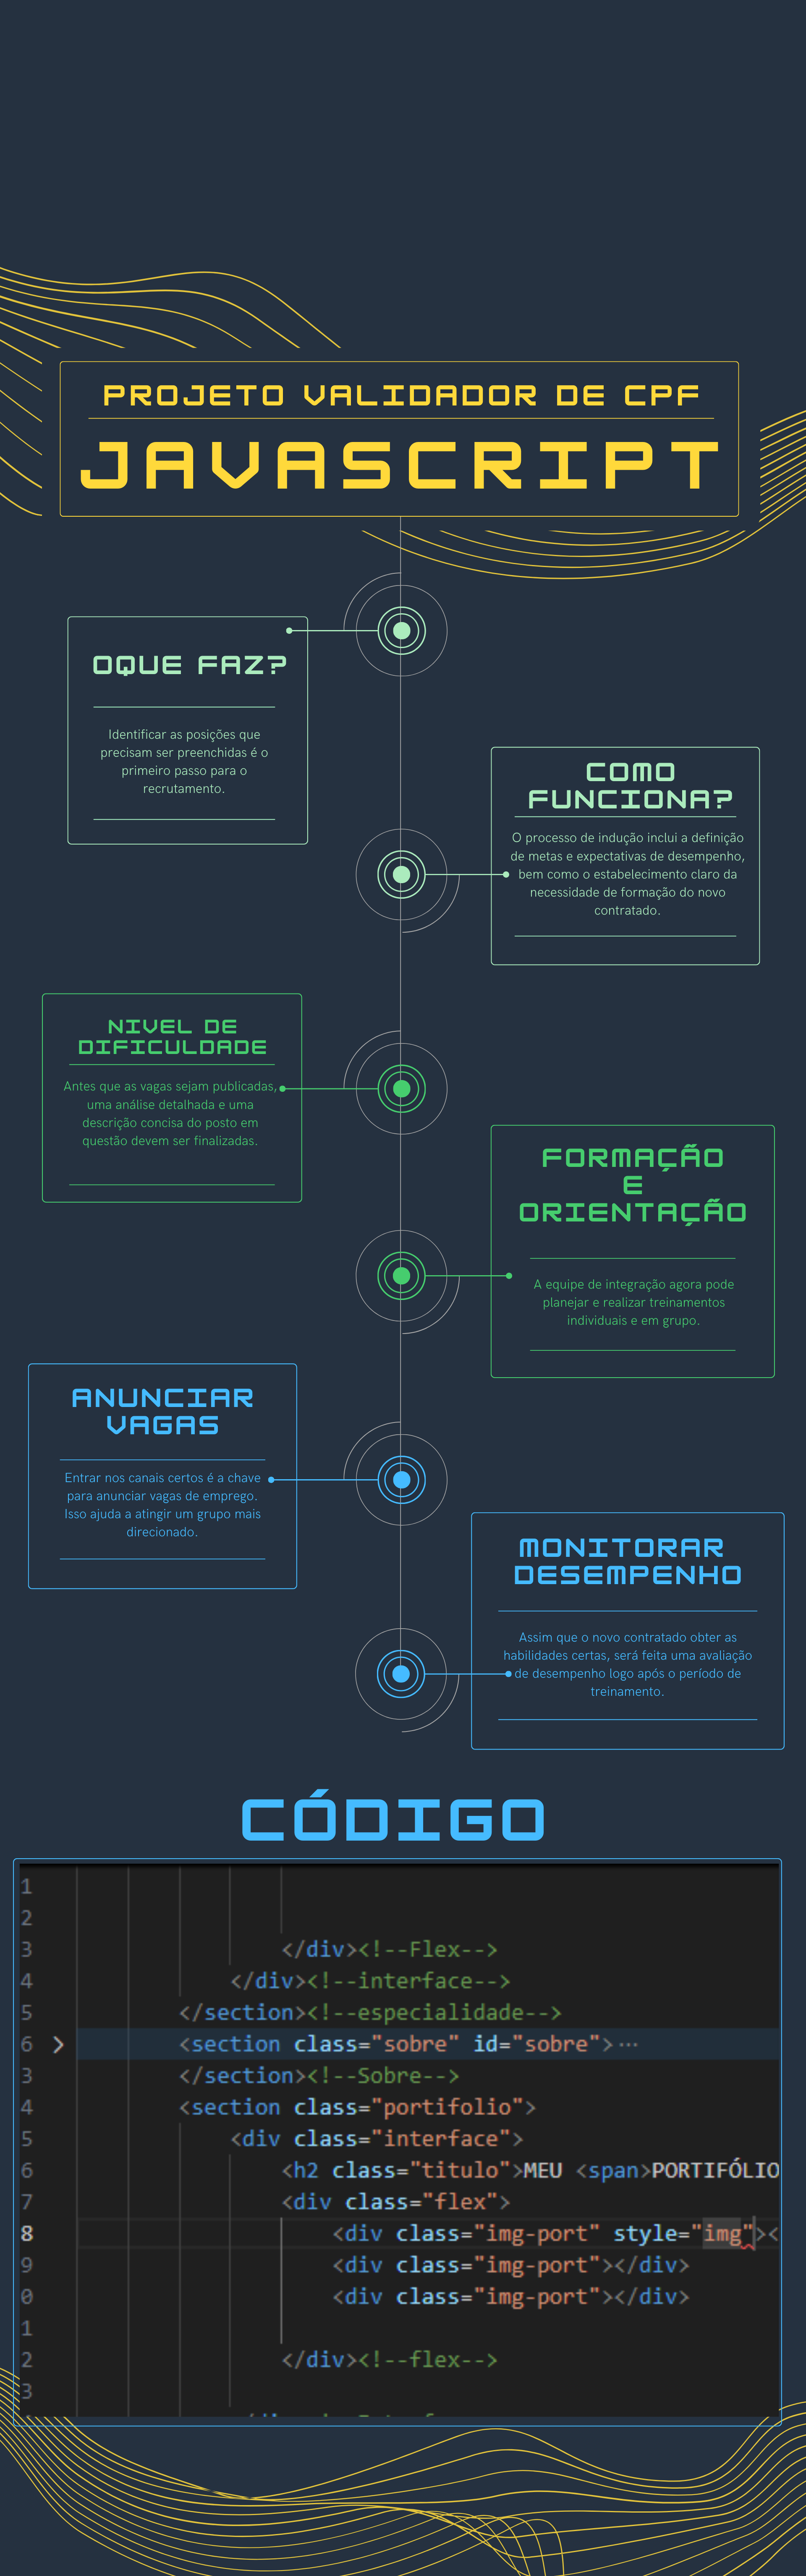 PROJETO VALIDADOR DE CPF
JAVASCRIPT
OQUE FAZ?
Identificar as posições que
precisam ser preenchidas é o
primeiro passo para o
recrutamento.
COMO
FUNCIONA?
O processo de indução inclui a definição
de metas e expectativas de desempenho,
bem como o estabelecimento claro da
necessidade de formação do novo
contratado.
NIVEL DE
DIFICULDADE
Antes que as vagas sejam publicadas,
uma análise detalhada e uma
descrição concisa do posto em
questão devem ser finalizadas.
FORMAÇÃO
E
ORIENTAÇÃO
A equipe de integração agora pode
planejar e realizar treinamentos
individuais e em grupo.
ANUNCIAR
VAGAS
Entrar nos canais certos é a chave
para anunciar vagas de emprego.
Isso ajuda a atingir um grupo mais
direcionado.
MONITORAR
DESEMPENHO
Assim que o novo contratado obter as
habilidades certas, será feita uma avaliação
de desempenho logo após o período de
treinamento.
CÓDIGO
1
2
3 </div><!--Flex-->
4 </div><!--interface-->
5 </section><!--especialidade-->
6 > <section class="sobre" id="sobre">···
3 </section><!--Sobre-->
4 <section class="portifolio">
5 <div class="interface">
6 <h2 class="titulo">MEU <span>PORTIFÓLIO
7 <div class="flex">
8 <div class="img-port" style="img"><
9 <div class="img-port"></div>
0 <div class="img-port"></div>
1
2 </div><!--flex-->
3